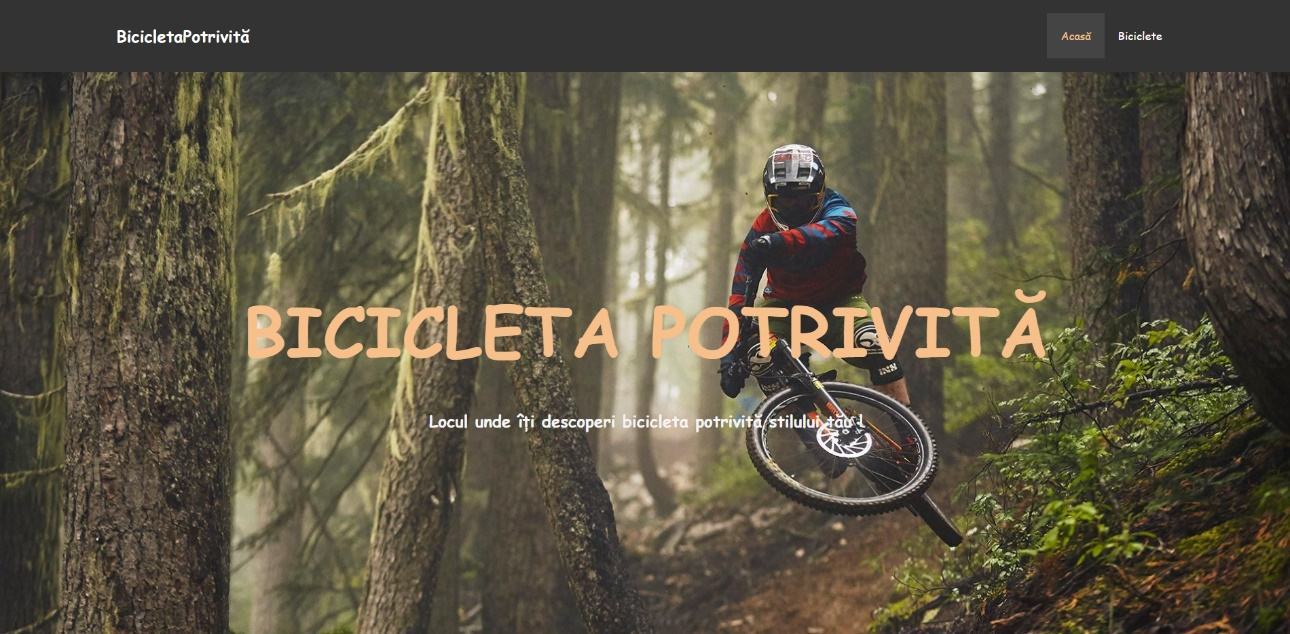 BicicletaPotrivită
Acasă Biciclete
BICICLETA POTRIVITĂ
Locul unde îți descoperi bicicleta potrivită stilului tău !